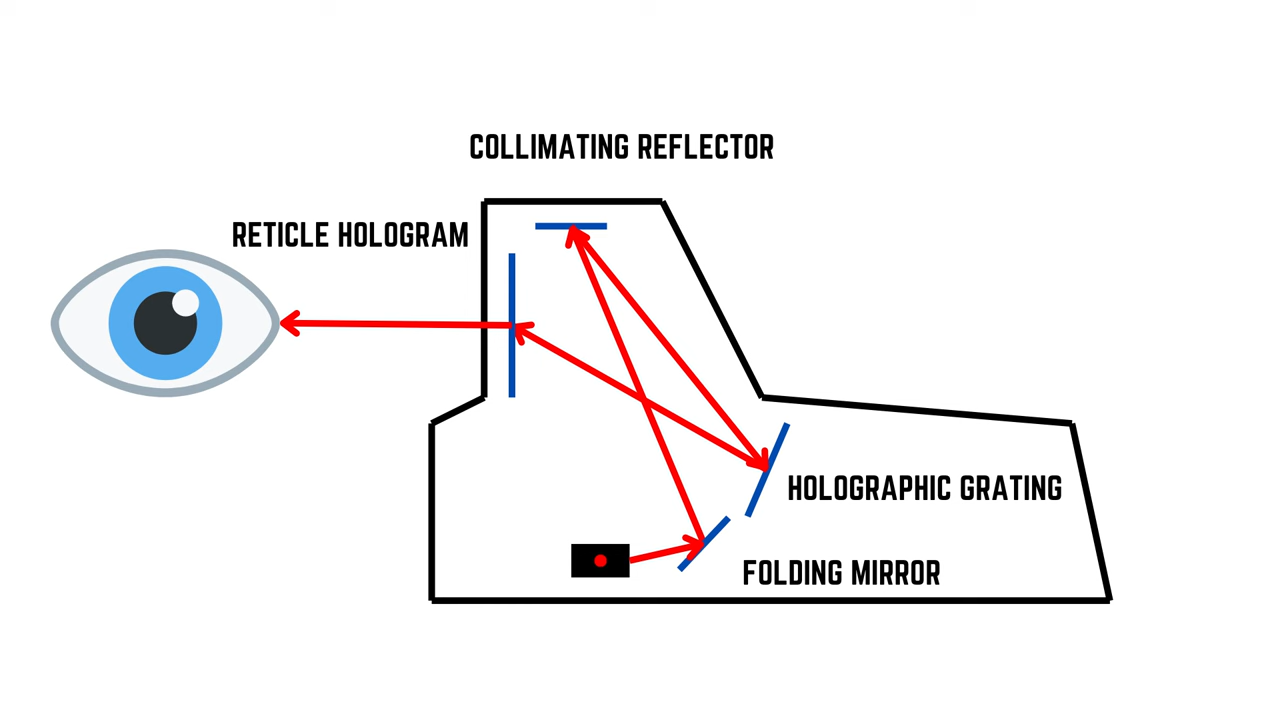 COLLIMATING REFLECTOR
RETICLE HOLOGRAM
HOLOGRAPHIC GRATING
FOLDING MIRROR